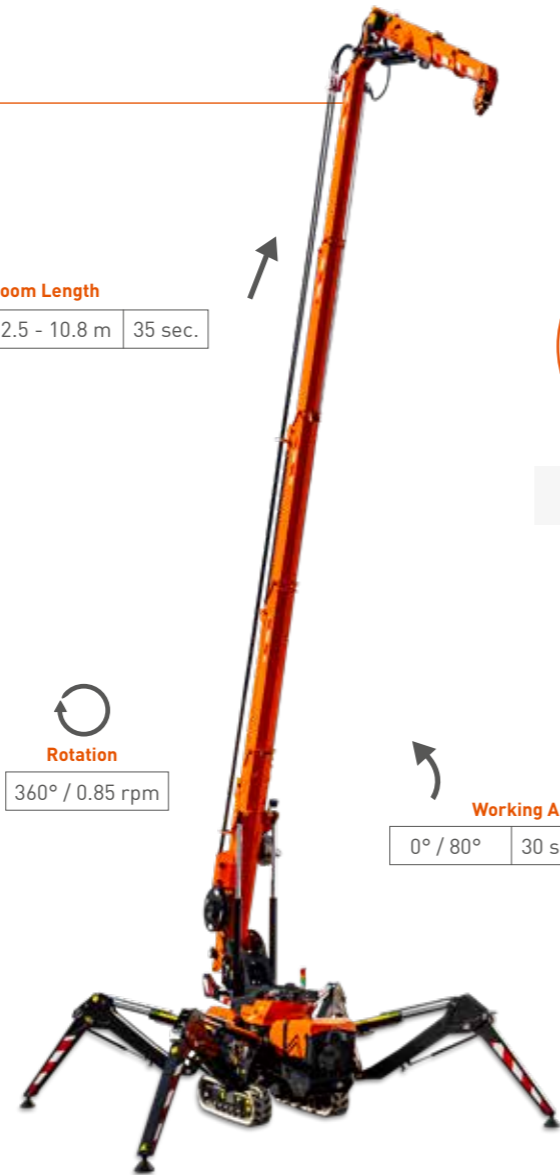 oom Length
2.5 - 10.8 m 35 sec.
Rotation
360° / 0.85 rpm
Working A
0° / 80° 30 s